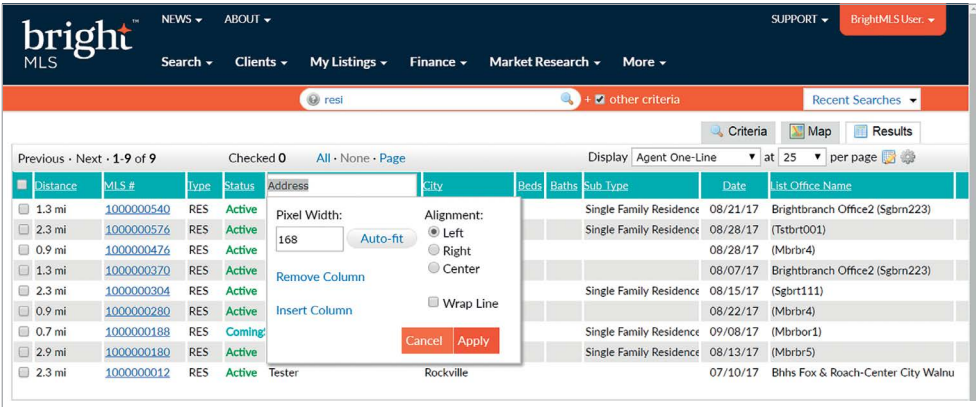 bright™
MLS
NEWS ABOUT SUPPORT BrightMLS User.
Search Clients My Listings Finance Market Research More
resi + other criteria Recent Searches
Criteria Map Results
Previous · Next · 1-9 of 9 Checked 0 All · None · Page Display Agent One-Line at 25 per page
Distance MLS # Type Status Address City Beds Baths Sub Type Date List Office Name
1.3 mi 1000000540 RES Active Single Family Residence 08/21/17 Brightbranch Office2 (Sgbrn223)
2.3 mi 1000000576 RES Active Single Family Residence 08/28/17 (Tstbrt001)
0.9 mi 1000000476 RES Active 08/28/17 (Mbrbr4)
1.3 mi 1000000370 RES Active 08/07/17 Brightbranch Office2 (Sgbrn223)
2.3 mi 1000000304 RES Active Single Family Residence 08/15/17 (Sgbrt111)
0.9 mi 1000000280 RES Active 08/22/17 (Mbrbr4)
0.7 mi 1000000188 RES Coming Single Family Residence 09/08/17 (Mbrbor1)
2.9 mi 1000000180 RES Active Single Family Residence 08/13/17 (Mbrbr5)
2.3 mi 1000000012 RES Active Tester Rockville 07/10/17 Bhhs Fox & Roach-Center City Walnu
Pixel Width: Alignment:
168 Auto-fit Left
Right
Center
Remove Column
Wrap Line
Insert Column
Cancel Apply